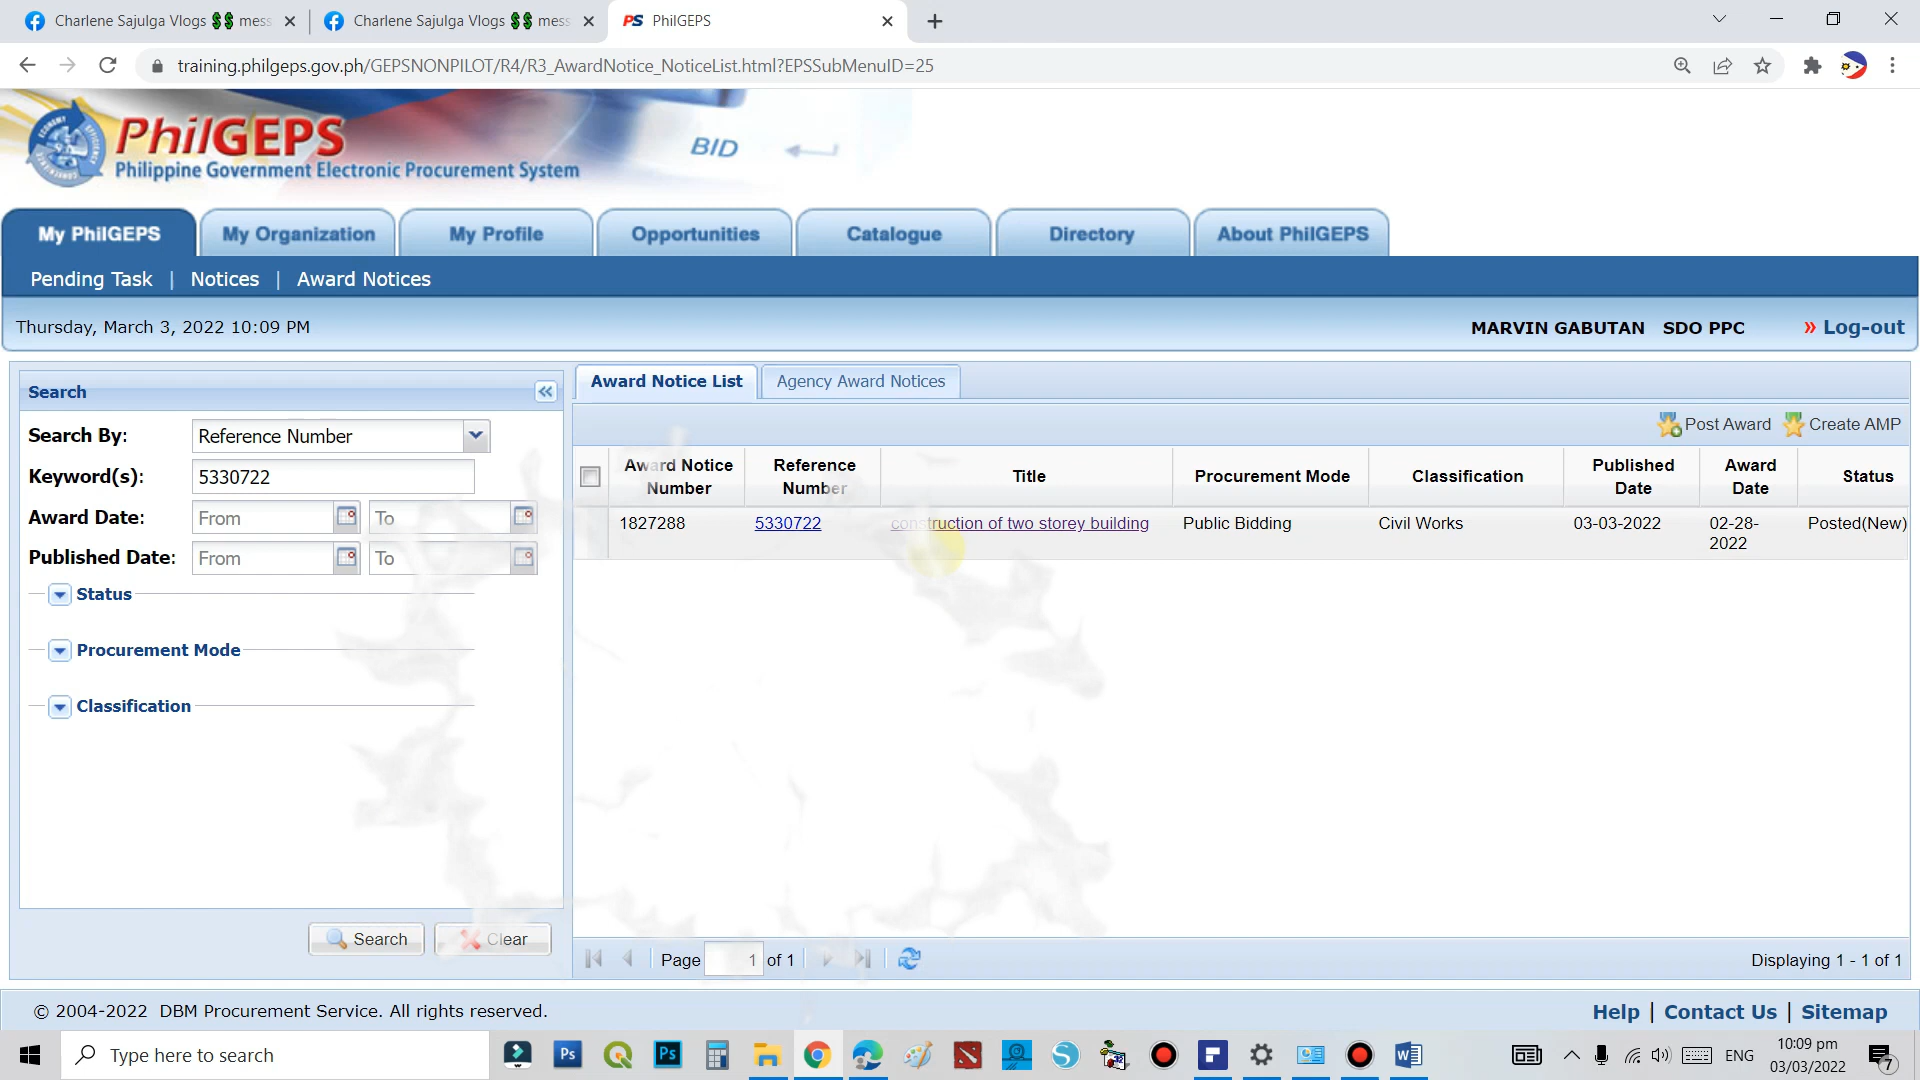 Charlene Sajulga Vlogs 💲💲 mess
Charlene Sajulga Vlogs 💲💲 mess
PS PhilGEPS
training.philgeps.gov.ph/GEPSNONPILOT/R4/R3_AwardNotice_NoticeList.html?EPSSubMenuID=25
PhilGEPS
Philippine Government Electronic Procurement System
BID
My PhilGEPS
My Organization
My Profile
Opportunities
Catalogue
Directory
About PhilGEPS
Pending Task | Notices | Award Notices
Thursday, March 3, 2022 10:09 PM
MARVIN GABUTAN SDO PPC
» Log-out
Search
Search By: Reference Number
Keyword(s): 5330722
Award Date: From To
Published Date: From To
Status
Procurement Mode
Classification
Search
Clear
Award Notice List
Agency Award Notices
Post Award
Create AMP
Award Notice Number
Reference Number
Title
Procurement Mode
Classification
Published Date
Award Date
Status
1827288
5330722
construction of two storey building
Public Bidding
Civil Works
03-03-2022
02-28-
2022
Posted(New)
Page 1 of 1
Displaying 1 - 1 of 1
© 2004-2022 DBM Procurement Service. All rights reserved.
Help | Contact Us | Sitemap
Type here to search
Ps
Ps
ENG
10:09 pm
03/03/2022
7